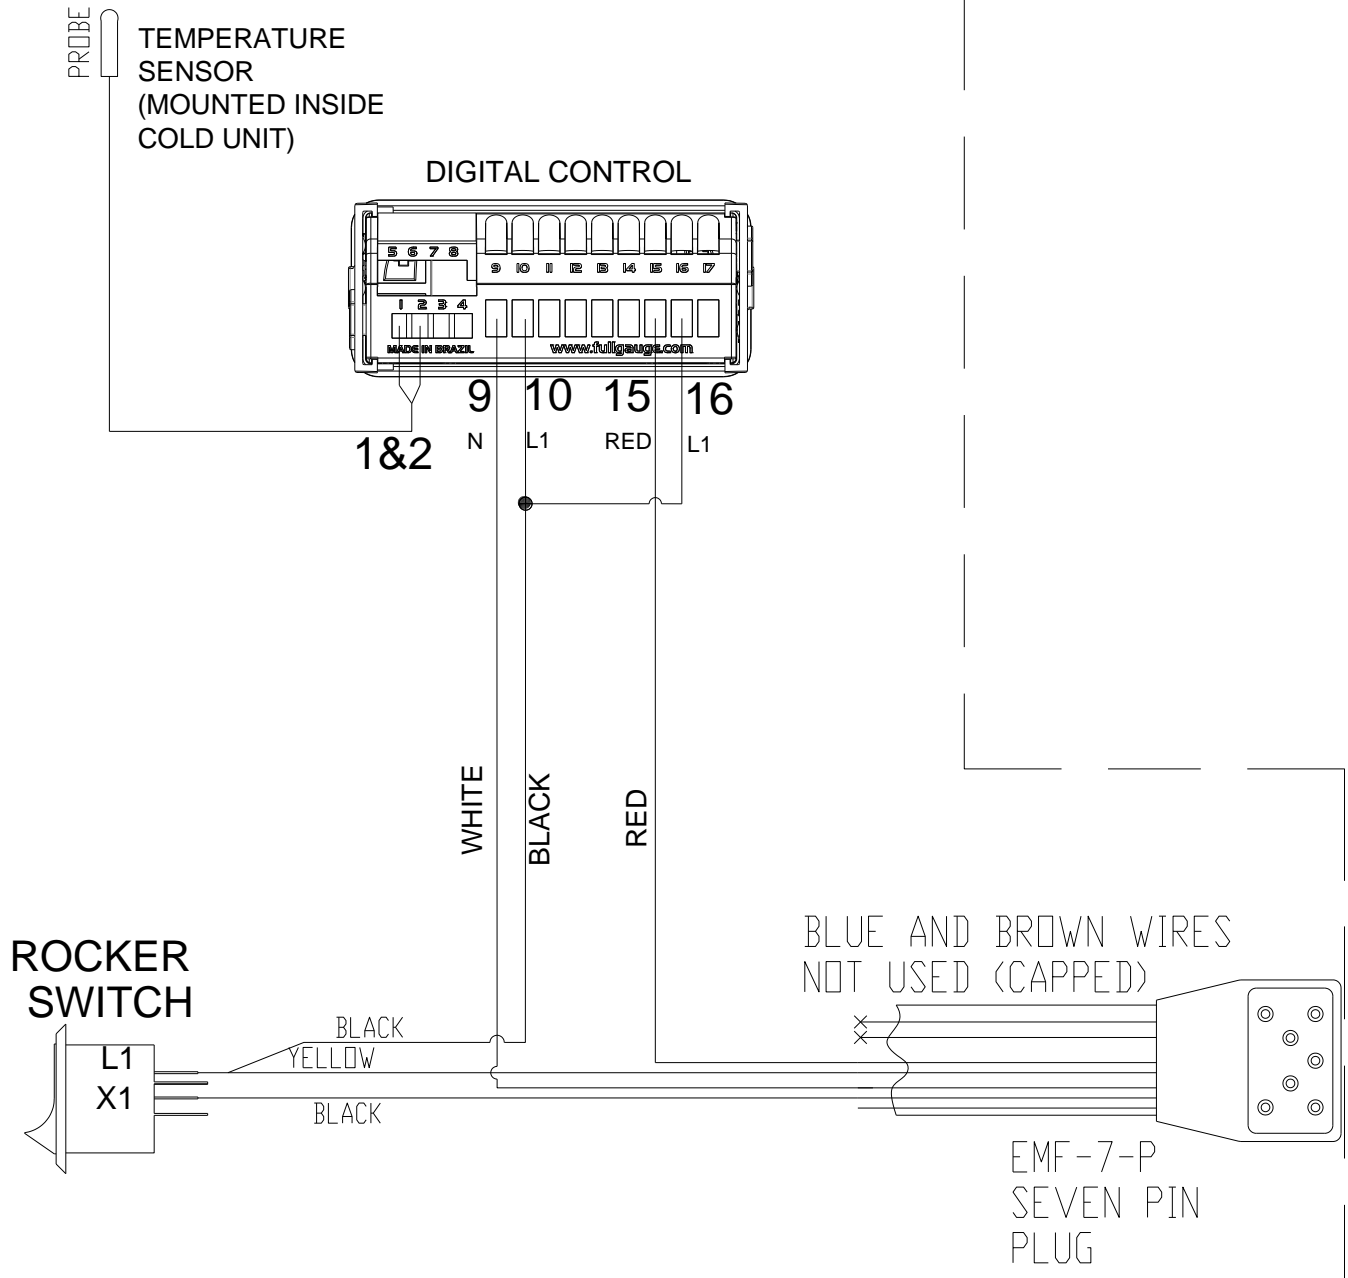 PROBE
TEMPERATURE
SENSOR
(MOUNTED INSIDE
COLD UNIT)
DIGITAL CONTROL
5 6 7 8
9 10 11 12 13 14 15 16 17
1 2 3 4
MADE IN BRAZIL
www.fullgauge.com
9 10 15 16
N L1 RED L1
1&2
WHITE
BLACK
RED
BLUE AND BROWN WIRES
NOT USED (CAPPED)
ROCKER
SWITCH
BLACK
L1
YELLOW
X1
BLACK
EMF-7-P
SEVEN PIN
PLUG